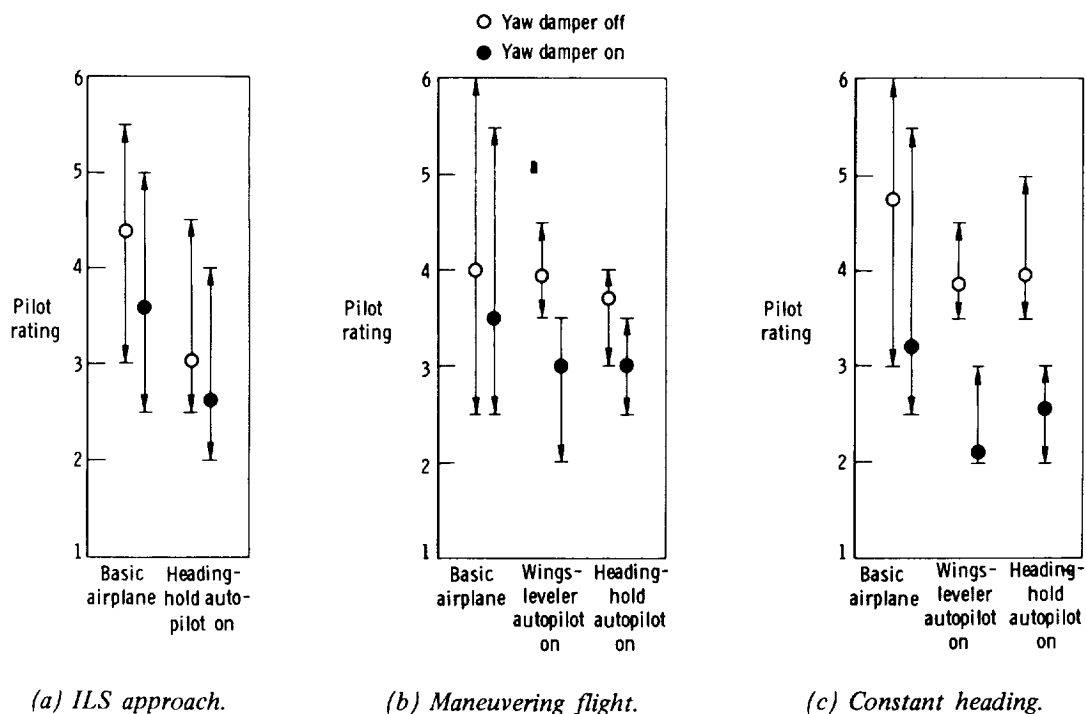 Yaw damper off
Yaw damper on
6
5
4
Pilot
rating
3
2
1
Basic
airplane
Heading-
hold auto-
pilot on
(a) ILS approach.
6
5
4
Pilot
rating
3
2
1
Basic
airplane
Wings-
leveler
autopilot
on
Heading-
hold
autopilot
on
(b) Maneuvering flight.
6
5
4
Pilot
rating
3
2
1
Basic
airplane
Wings-
leveler
autopilot
on
Heading-
hold
autopilot
on
(c) Constant heading.